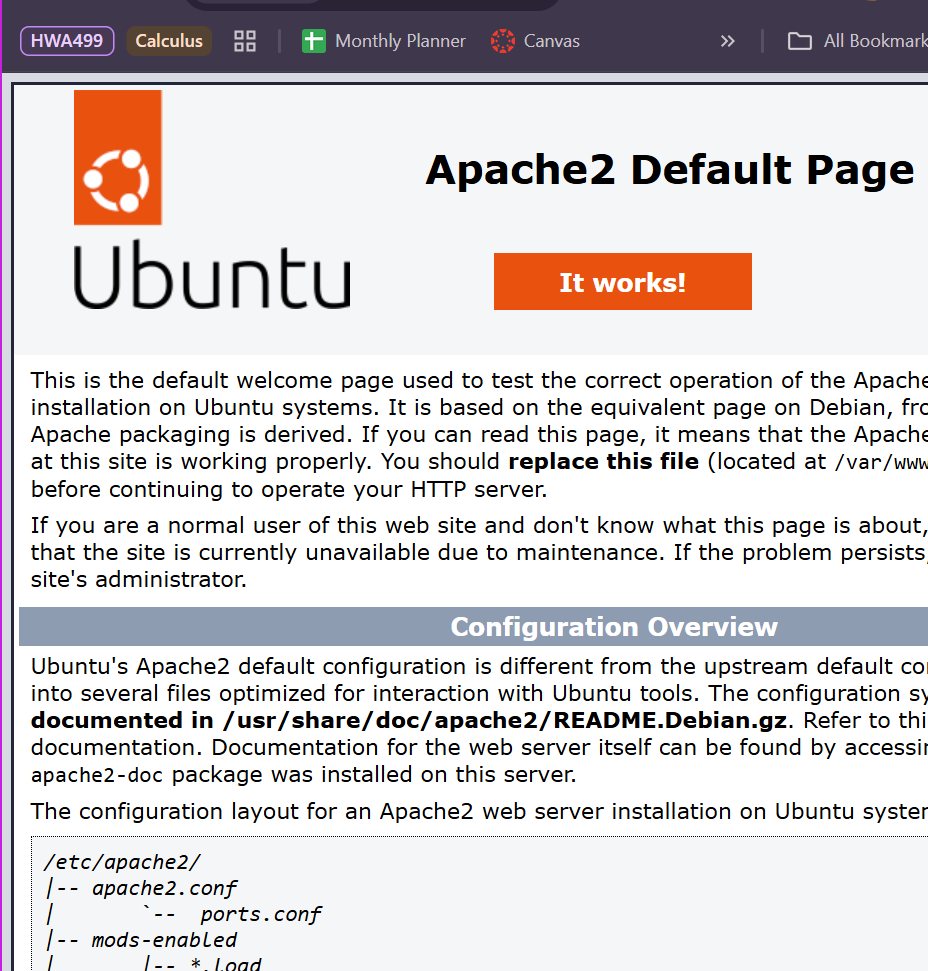 HWA499 Calculus Monthly Planner Canvas » All Bookmark
Ubuntu
Apache2 Default Page
It works!
This is the default welcome page used to test the correct operation of the Apache
installation on Ubuntu systems. It is based on the equivalent page on Debian, fro
Apache packaging is derived. If you can read this page, it means that the Apache
at this site is working properly. You should replace this file (located at /var/www
before continuing to operate your HTTP server.
If you are a normal user of this web site and don't know what this page is about,
that the site is currently unavailable due to maintenance. If the problem persists,
site's administrator.
Configuration Overview
Ubuntu's Apache2 default configuration is different from the upstream default co
into several files optimized for interaction with Ubuntu tools. The configuration sy
documented in /usr/share/doc/apache2/README.Debian.gz. Refer to thi
documentation. Documentation for the web server itself can be found by accessin
apache2-doc package was installed on this server.
The configuration layout for an Apache2 web server installation on Ubuntu system
/etc/apache2/
|-- apache2.conf
|       `--  ports.conf
|-- mods-enabled
|       |-- *.load